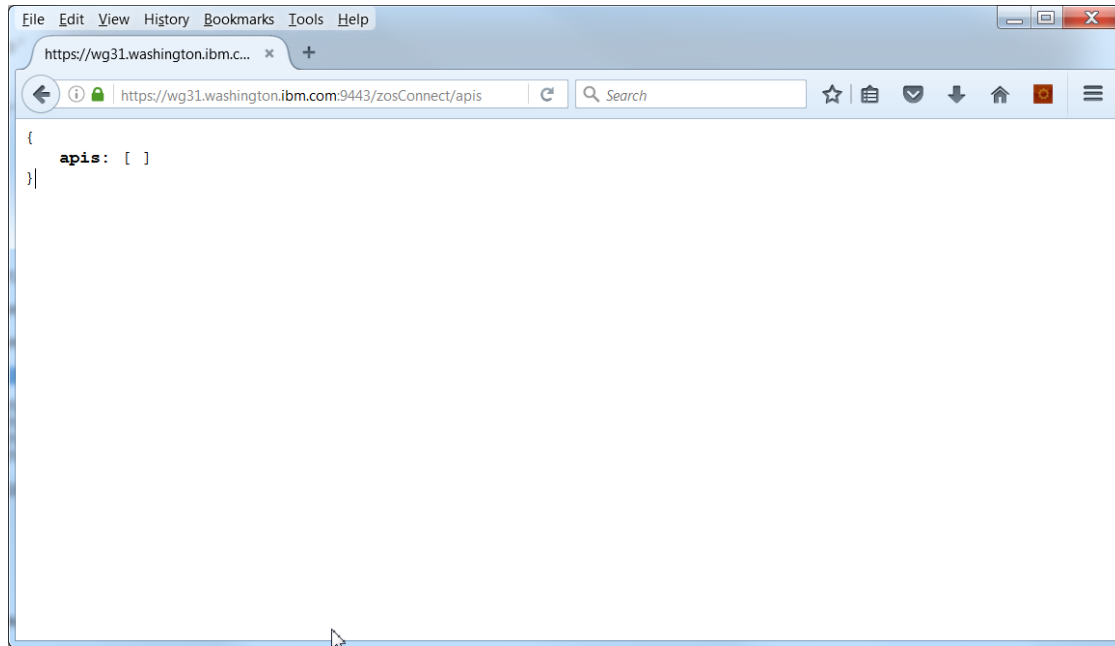 File Edit View History Bookmarks Tools Help
https://wg31.washington.ibm.c... × +
https://wg31.washington.ibm.com:9443/zosConnect/apis Search
{
apis: [ ]
}